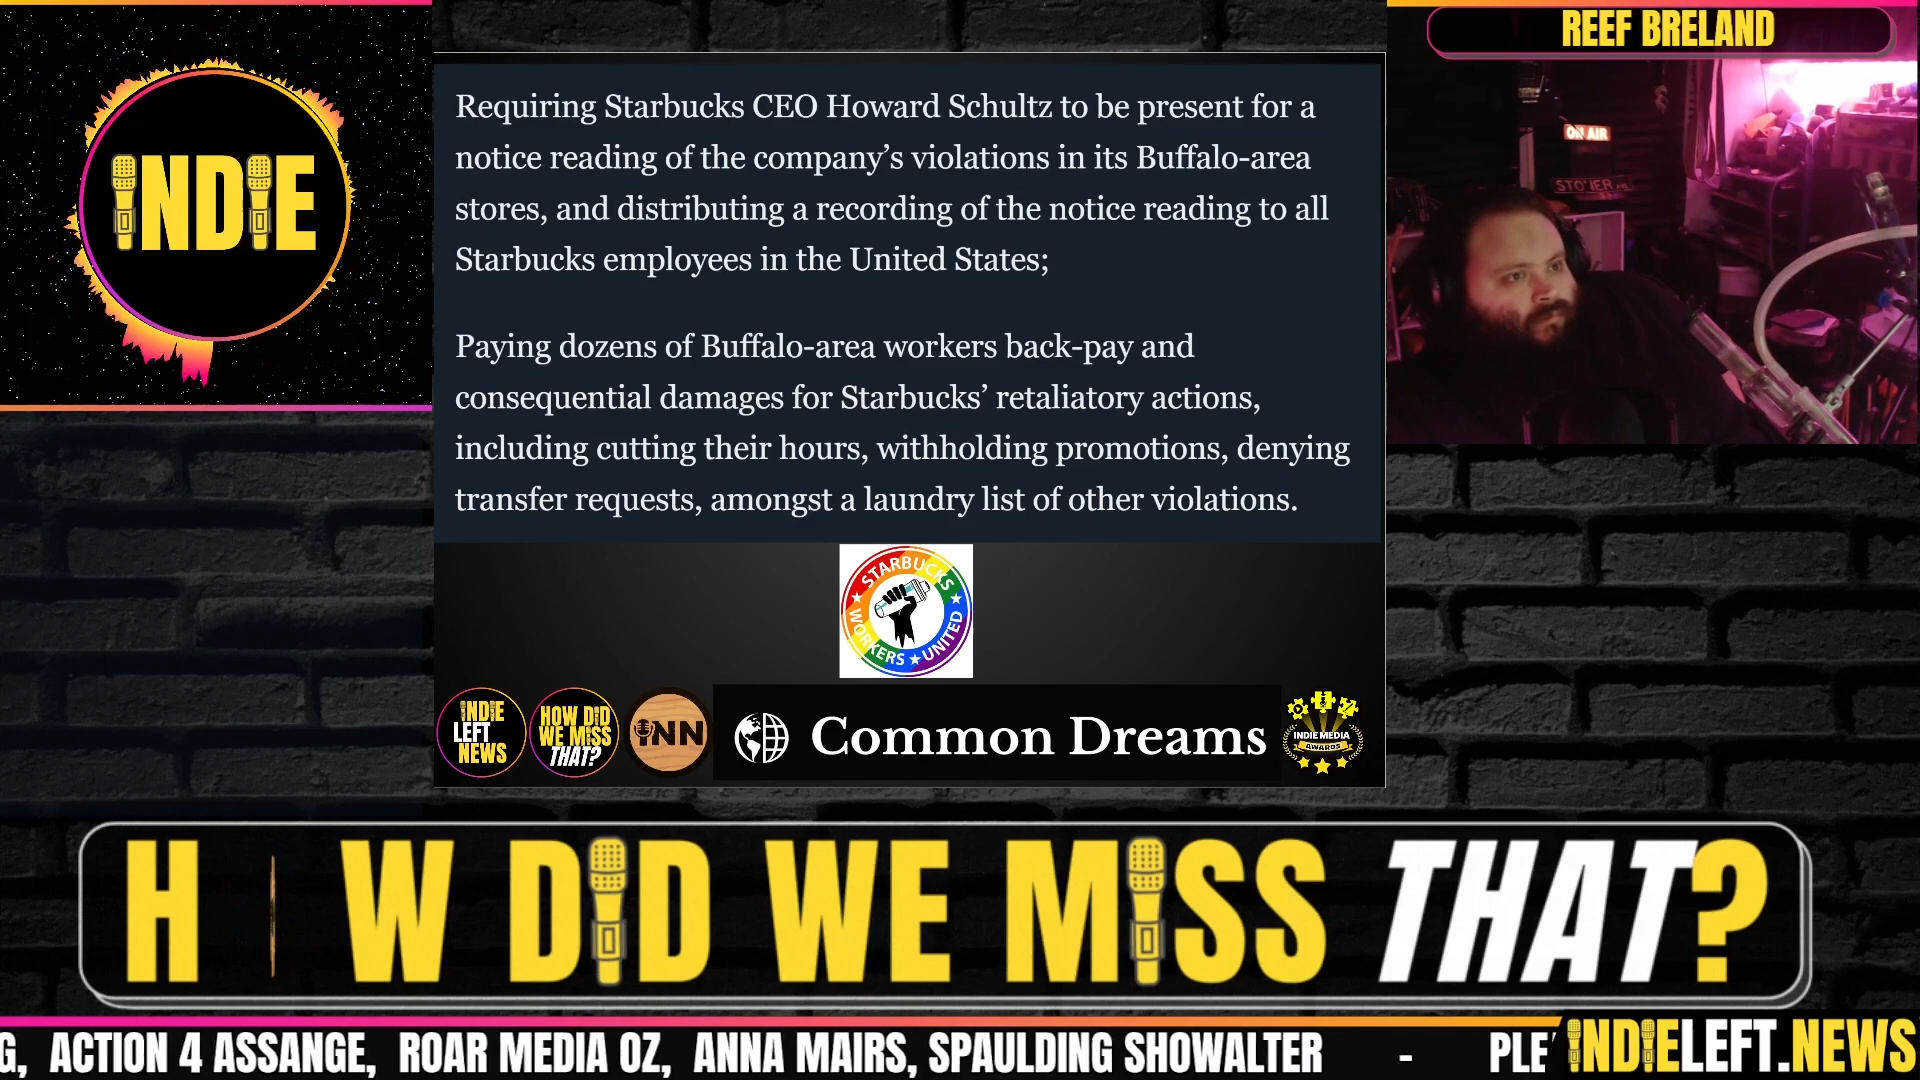 INDIE
REEF BRELAND
ON AIR
Requiring Starbucks CEO Howard Schultz to be present for a
notice reading of the company's violations in its Buffalo-area
stores, and distributing a recording of the notice reading to all
Starbucks employees in the United States;
Paying dozens of Buffalo-area workers back-pay and
consequential damages for Starbucks' retaliatory actions,
including cutting their hours, withholding promotions, denying
transfer requests, amongst a laundry list of other violations.
STARBUCKS
WORKERS ★ UNITED
INDIE
LEFT
NEWS
HOW DID
WE MISS
THAT?
INN
Common Dreams
INDIE MEDIA
AWARDS
H W DID WE MISS THAT?
G, ACTION 4 ASSANGE, ROAR MEDIA OZ, ANNA MAIRS, SPAULDING SHOWALTER - PLE
INDIELEFT.NEWS